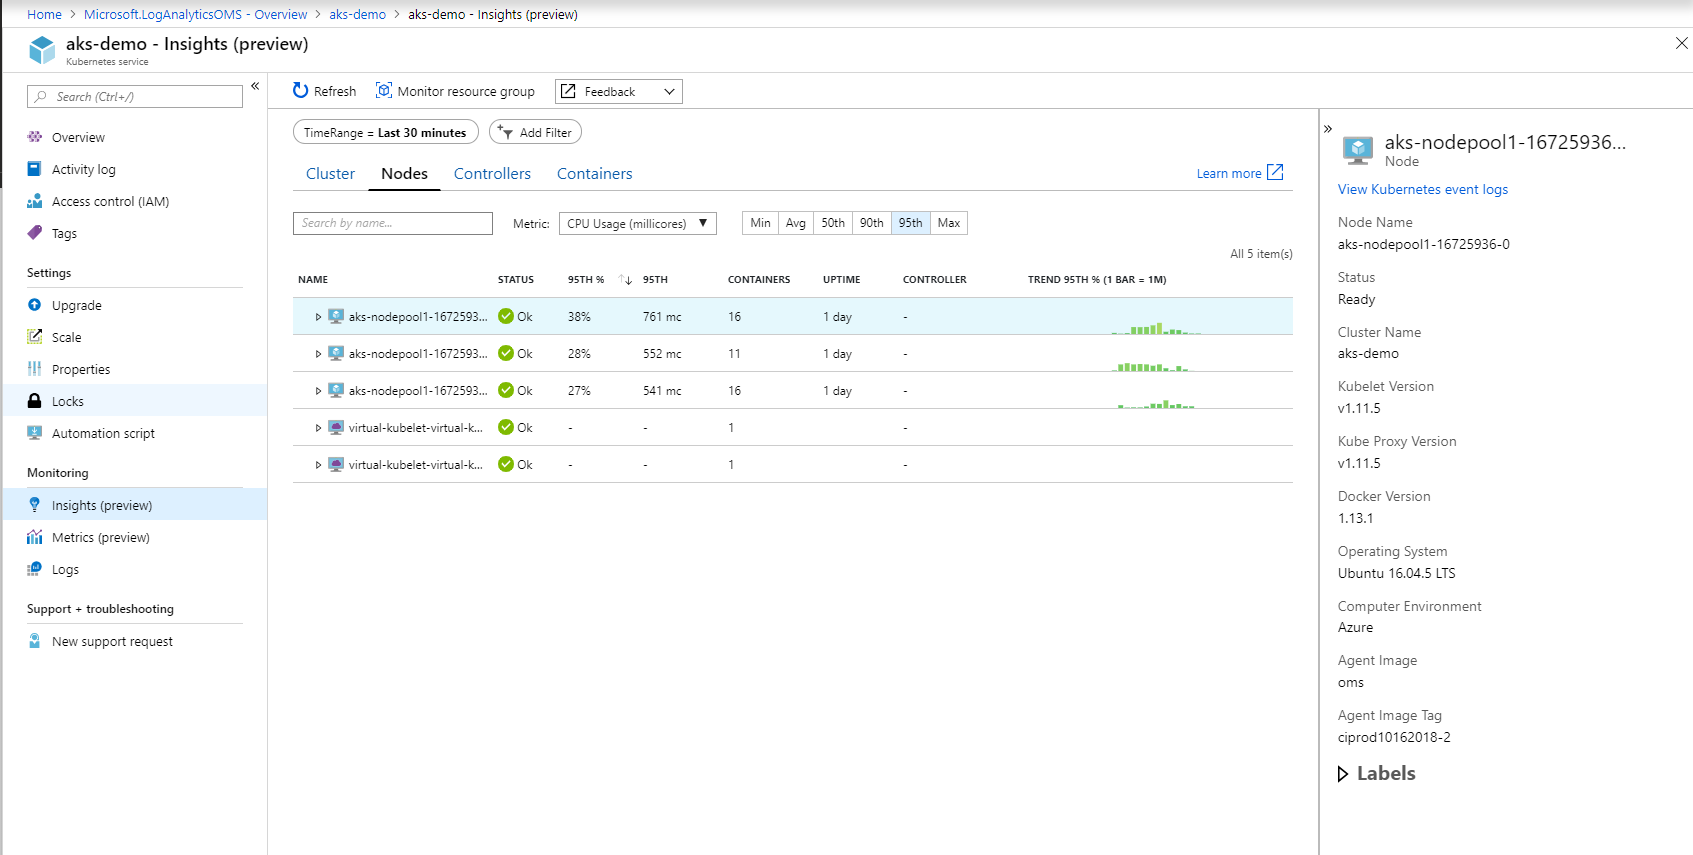 Home > Microsoft.LogAnalyticsOMS - Overview > aks-demo > aks-demo - Insights (preview)
aks-demo - Insights (preview)
Kubernetes service
Search (Ctrl+/)
«
Overview
Activity log
Access control (IAM)
Tags
Settings
Upgrade
Scale
Properties
Locks
Automation script
Monitoring
Insights (preview)
Metrics (preview)
Logs
Support + troubleshooting
New support request
Refresh Monitor resource group Feedback
TimeRange = Last 30 minutes Add Filter
Cluster Nodes Controllers Containers Learn more
Search by name... Metric: CPU Usage (millicores) Min Avg 50th 90th 95th Max
All 5 item(s)
NAME STATUS 95TH % 95TH CONTAINERS UPTIME CONTROLLER TREND 95TH % (1 BAR = 1M)
aks-nodepool1-1672593... Ok 38% 761 mc 16 1 day -
aks-nodepool1-1672593... Ok 28% 552 mc 11 1 day -
aks-nodepool1-1672593... Ok 27% 541 mc 16 1 day -
virtual-kubelet-virtual-k... Ok - - 1 -
virtual-kubelet-virtual-k... Ok - - 1 -
»
aks-nodepool1-16725936...
Node
View Kubernetes event logs
Node Name
aks-nodepool1-16725936-0
Status
Ready
Cluster Name
aks-demo
Kubelet Version
v1.11.5
Kube Proxy Version
v1.11.5
Docker Version
1.13.1
Operating System
Ubuntu 16.04.5 LTS
Computer Environment
Azure
Agent Image
oms
Agent Image Tag
ciprod10162018-2
Labels